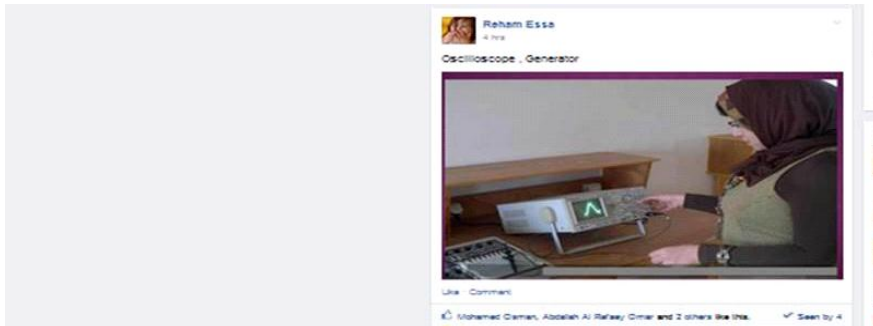 Reham Essa
4 hrs
Oscilloscope , Generator
Like Comment
Mohamed Osman, Abdallah Al Refaey Omar and 2 others like this.
Seen by 4